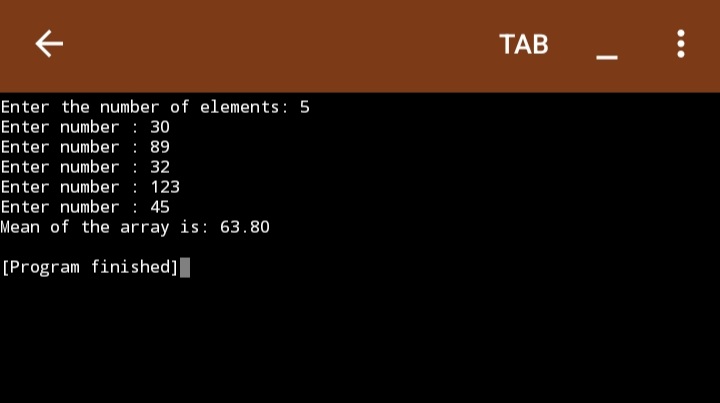 TAB
Enter the number of elements: 5
Enter number : 30
Enter number : 89
Enter number : 32
Enter number : 123
Enter number : 45
Mean of the array is: 63.80
[Program finished]